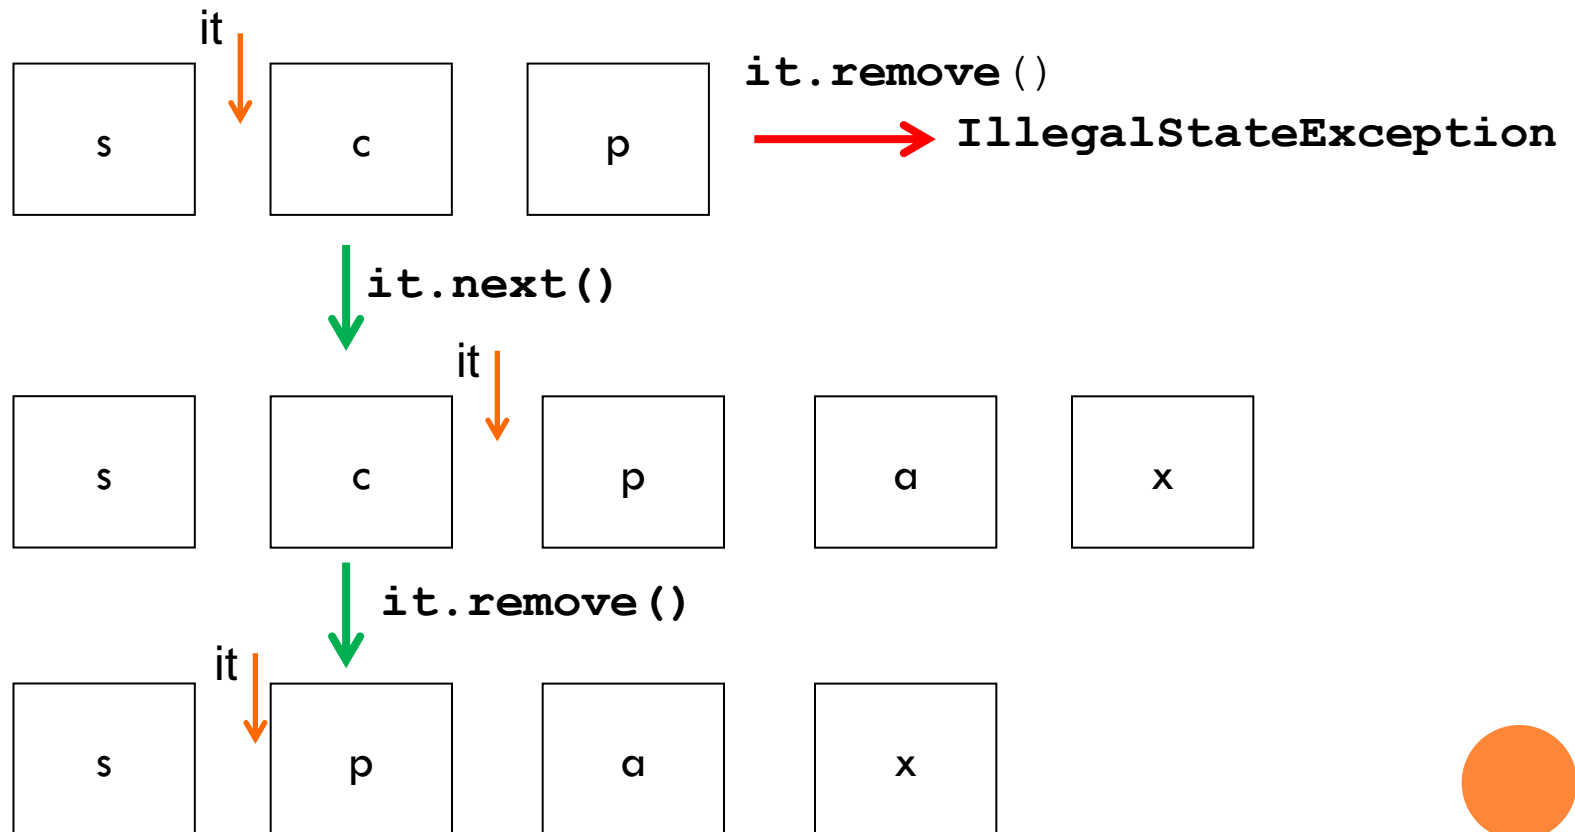 it
it.remove()
s c p
IllegalStateException
it.next()
it
s c p a x
it.remove()
it
s p a x